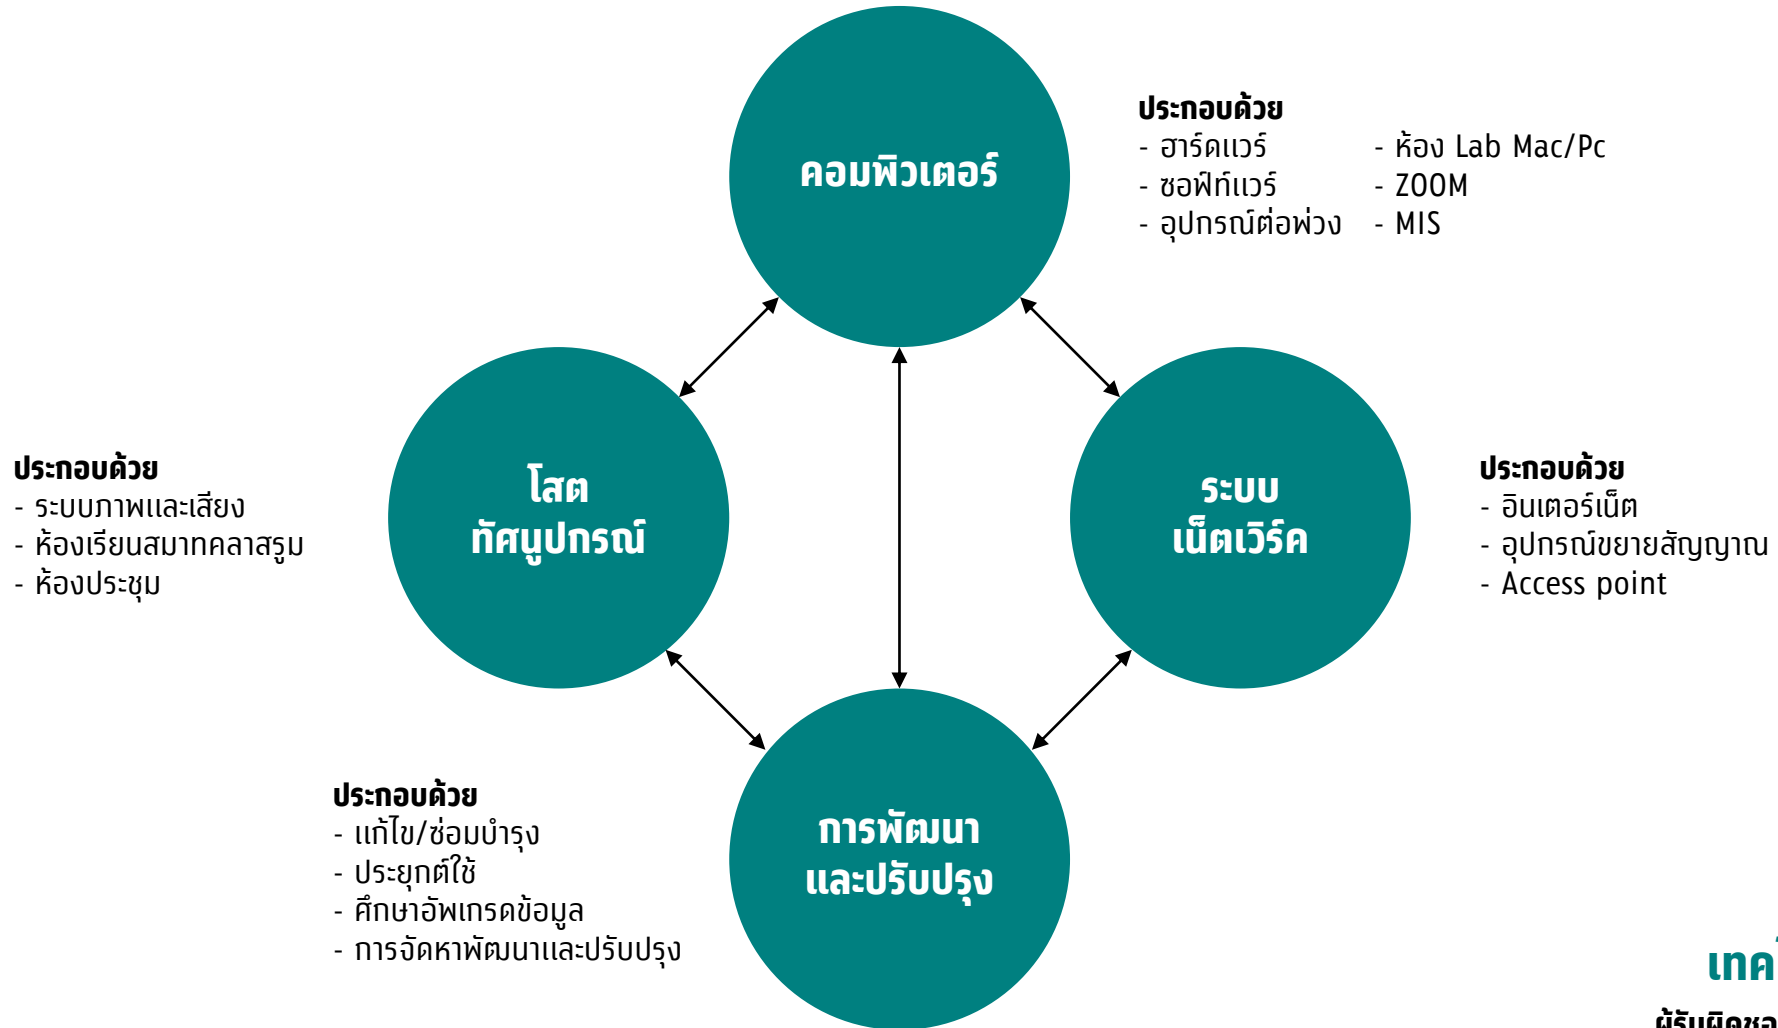 คอมพิวเตอร์
ประกอบด้วย
- ฮาร์ดแวร์ - ห้อง Lab Mac/Pc
- ซอฟ์ท์แวร์ - ZOOM
- อุปกรณ์ต่อพ่วง - MIS
ประกอบด้วย
- ระบบภาพและเสียง
- ห้องเรียนสมาทคลาสรูม
- ห้องประชุม
โสต
ทัศนูปกรณ์
ระบบ
เน็ตเวิร์ค
ประกอบด้วย
- อินเตอร์เน็ต
- อุปกรณ์ขยายสัญญาณ
- Access point
ประกอบด้วย
- แก้ไข/ซ่อมบำรุง
- ประยุกต์ใช้
- ศึกษาอัพเกรดข้อมูล
- การจัดหาพัฒนาและปรับปรุง
การพัฒนา
และปรับปรุง